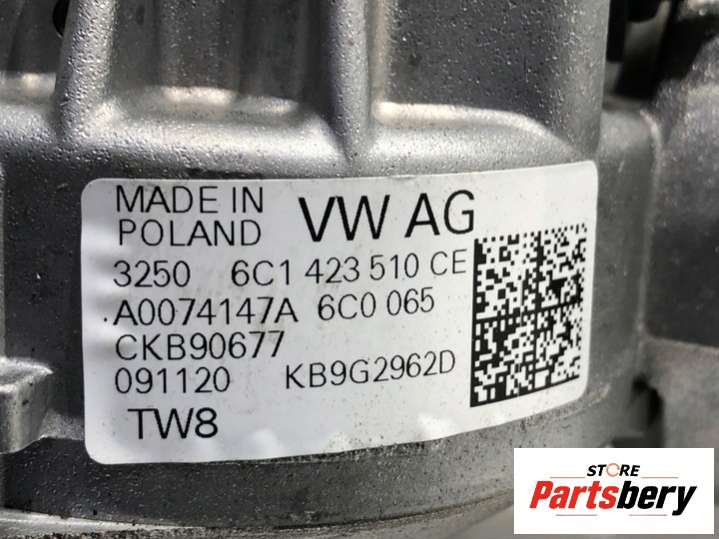 MADE IN VW AG
POLAND
3250 6C1 423 510 CE
A0074147A 6C0 065
CKB90677
091120 KB9G2962D
TW8
STORE
Partsbery